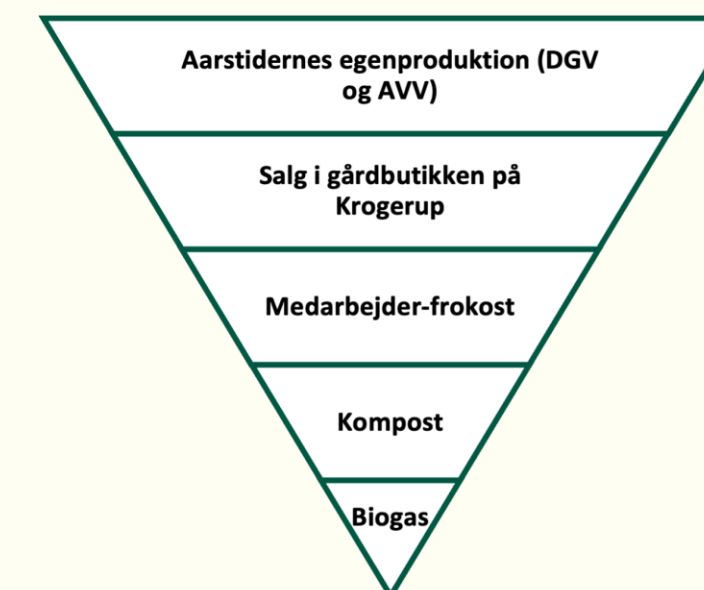 Aarstidernes egenproduktion (DGV
og AVV)
Salg i gårdbutikken på
Krogerup
Medarbejder-frokost
Kompost
Biogas